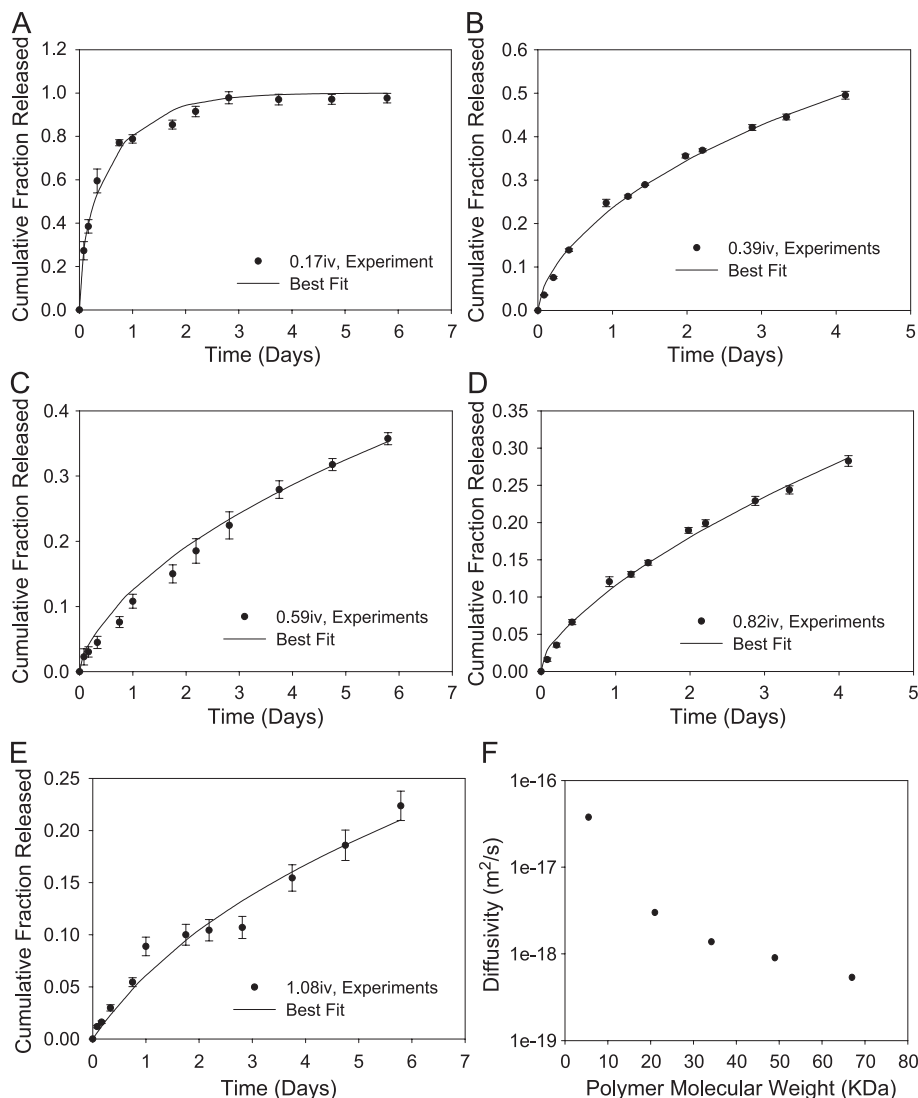 A
Cumulative Fraction Released
1.2
1.0
0.8
0.6
0.4
0.2
0.0
0 1 2 3 4 5 6 7
Time (Days)
0.17iv, Experiment
Best Fit
B
Cumulative Fraction Released
0.6
0.5
0.4
0.3
0.2
0.1
0.0
0 1 2 3 4 5
Time (Days)
0.39iv, Experiments
Best Fit
C
Cumulative Fraction Released
0.4
0.3
0.2
0.1
0.0
0 1 2 3 4 5 6 7
Time (Days)
0.59iv, Experiments
Best Fit
D
Cumulative Fraction Released
0.35
0.30
0.25
0.20
0.15
0.10
0.05
0.00
0 1 2 3 4 5
Time (Days)
0.82iv, Experiments
Best Fit
E
Cumulative Fraction Released
0.25
0.20
0.15
0.10
0.05
0.00
0 1 2 3 4 5 6 7
Time (Days)
1.08iv, Experiments
Best Fit
F
Diffusivity (m²/s)
1e-16
1e-17
1e-18
1e-19
0 10 20 30 40 50 60 70 80
Polymer Molecular Weight (KDa)